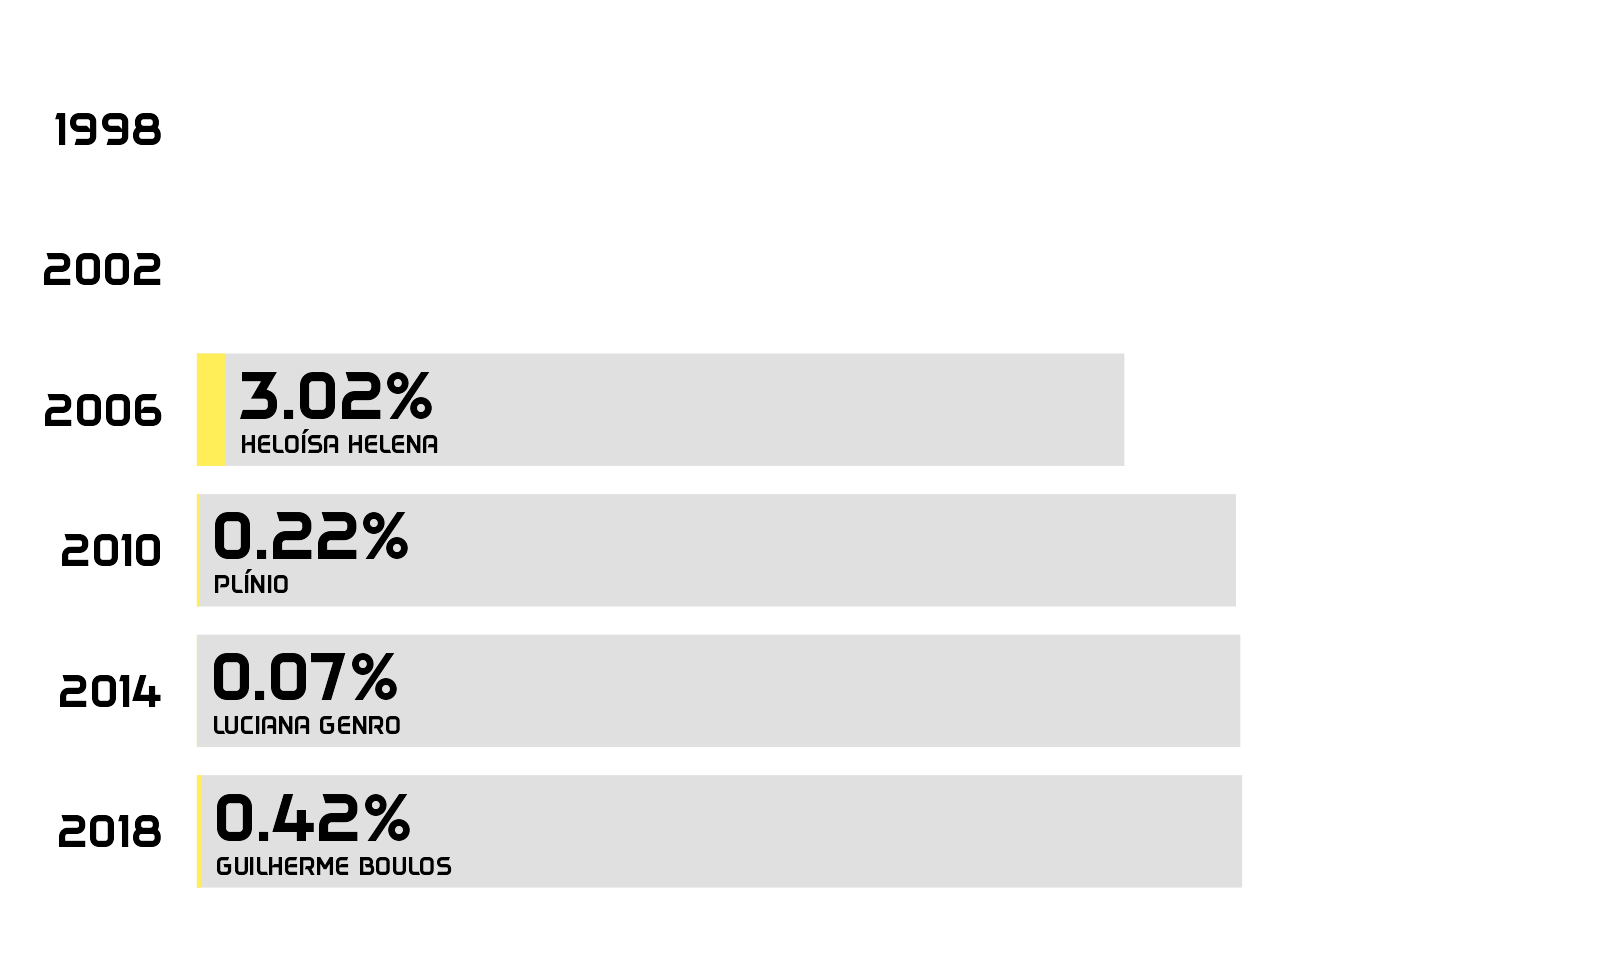 1998
2002
2006
3.02%
HELOÍSA HELENA
2010
0.22%
PLÍNIO
2014
0.07%
LUCIANA GENRO
2018
0.42%
GUILHERME BOULOS